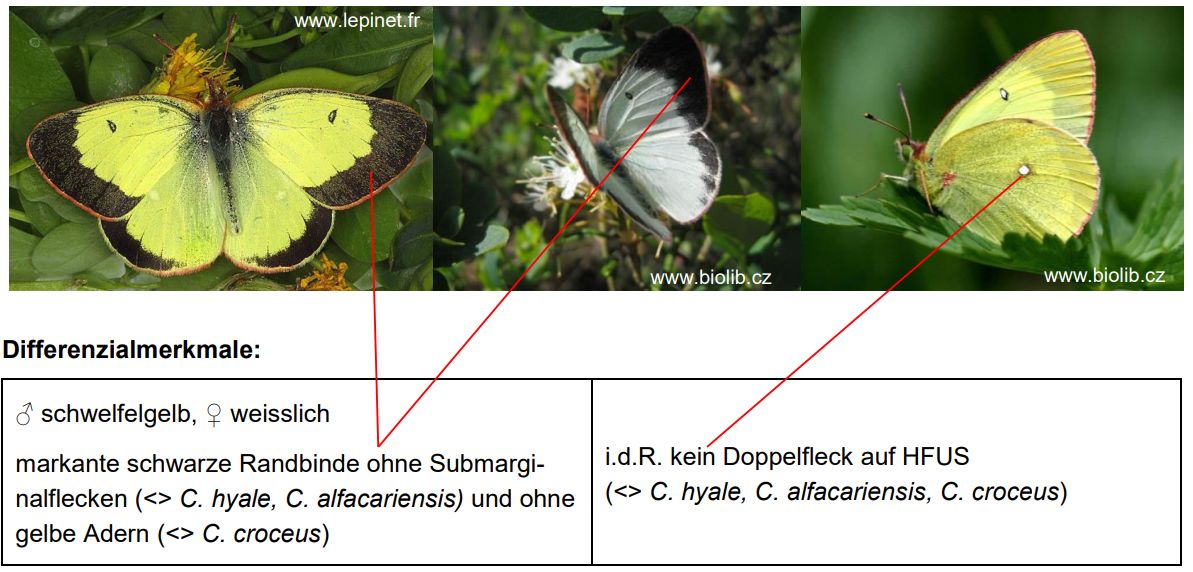 www.lepinet.fr
www.biolib.cz
www.biolib.cz
Differenzialmerkmale:
♂ schwelfelgelb, ♀ weisslich
markante schwarze Randbinde ohne Submargi-
nalflecken (<> C. hyale, C. alfacariensis) und ohne
gelbe Adern (<> C. croceus)
i.d.R. kein Doppelfleck auf HFUS
(<> C. hyale, C. alfacariensis, C. croceus)